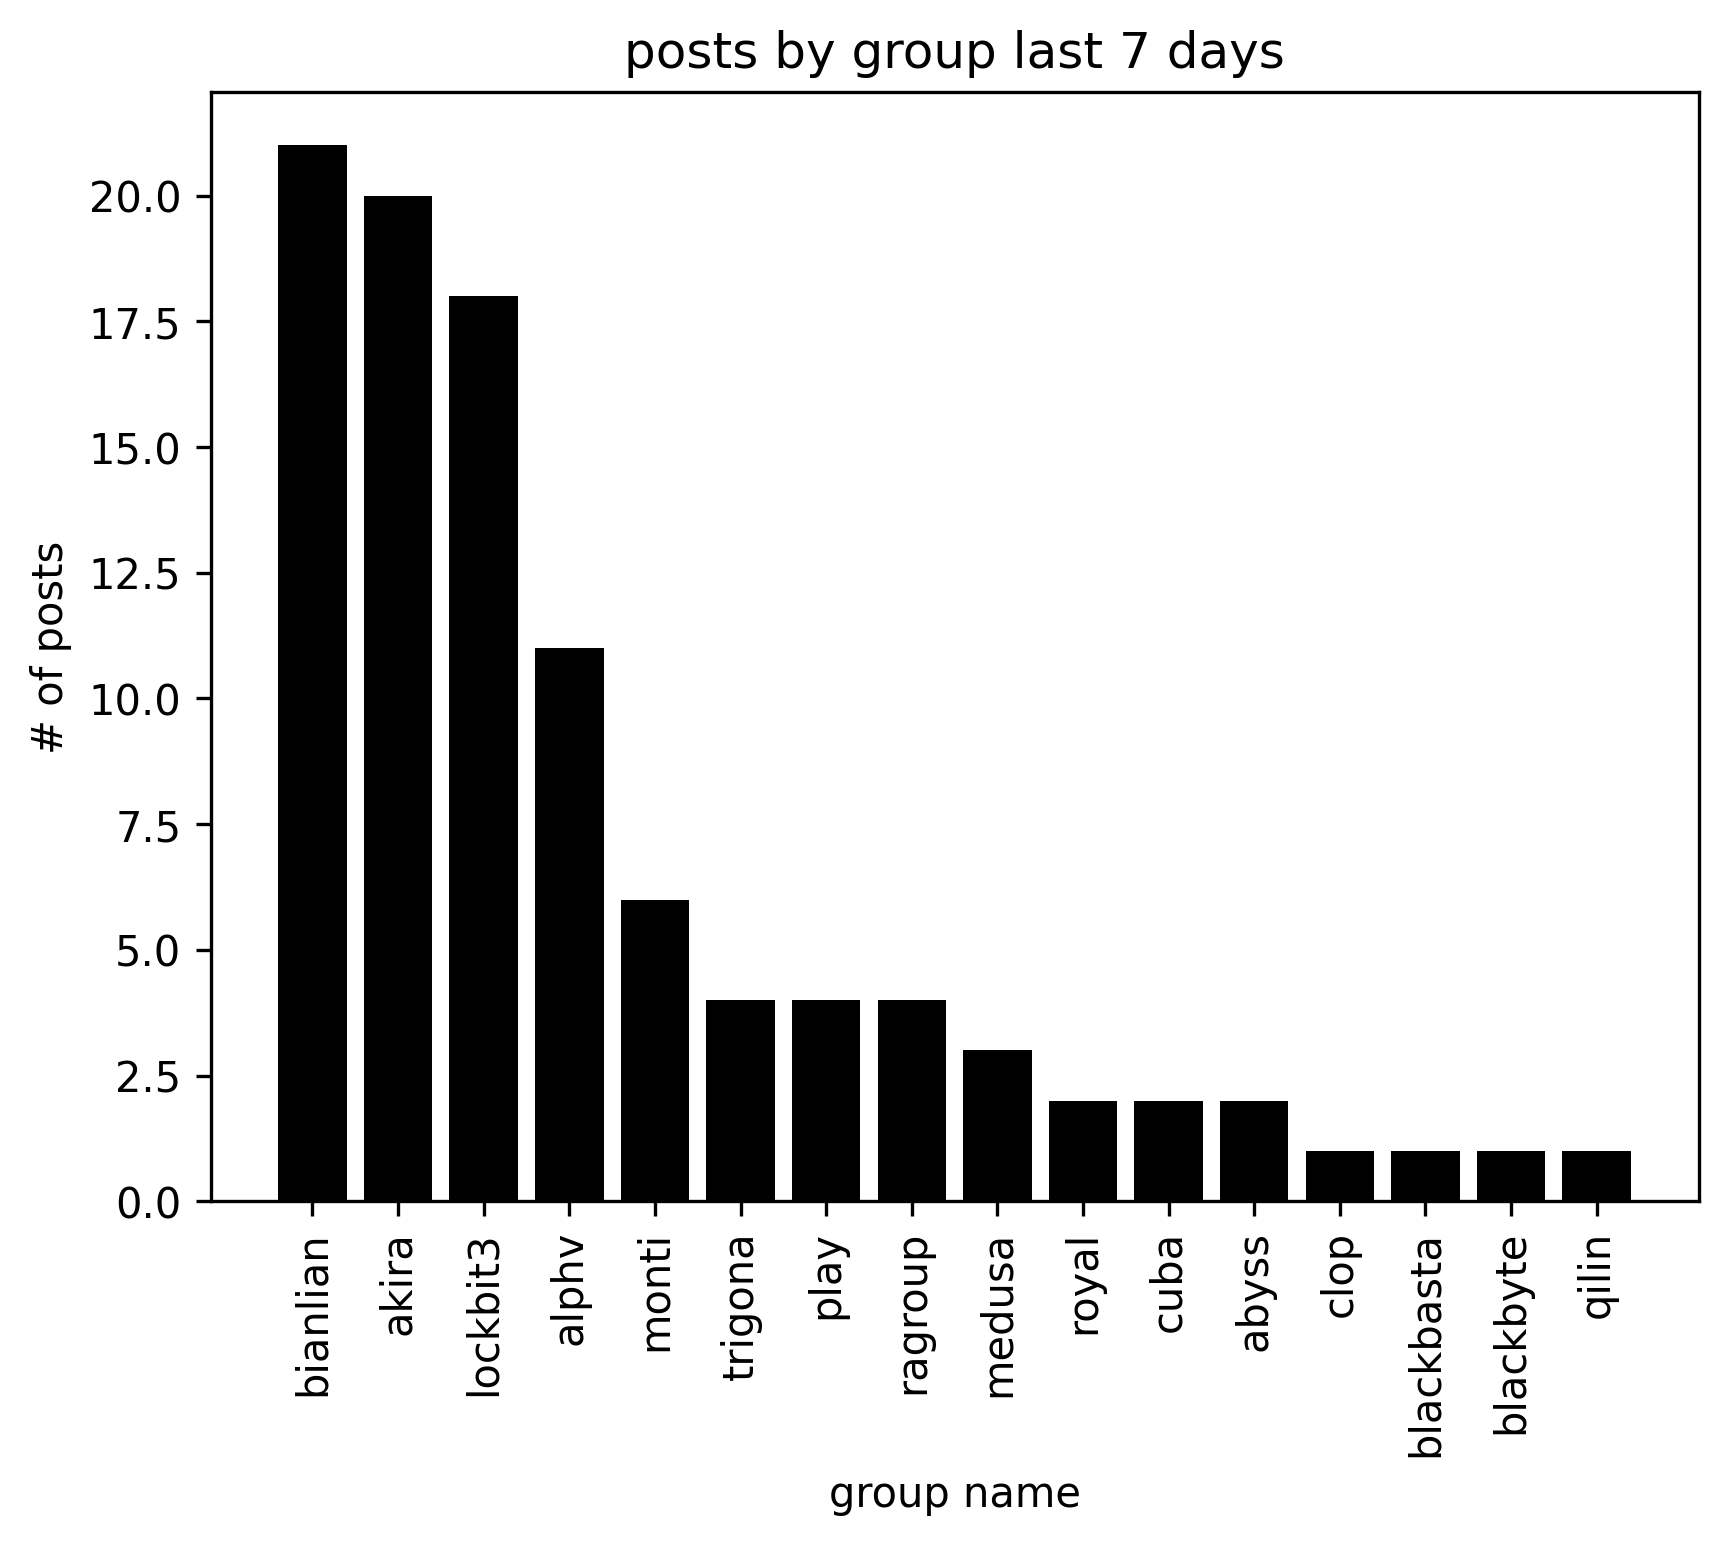 posts by group last 7 days
# of posts
20.0
17.5
15.0
12.5
10.0
7.5
5.0
2.5
0.0
bianlian
akira
lockbit3
alphv
monti
trigona
play
ragroup
medusa
royal
cuba
abyss
clop
blackbasta
blackbyte
qilin
group name